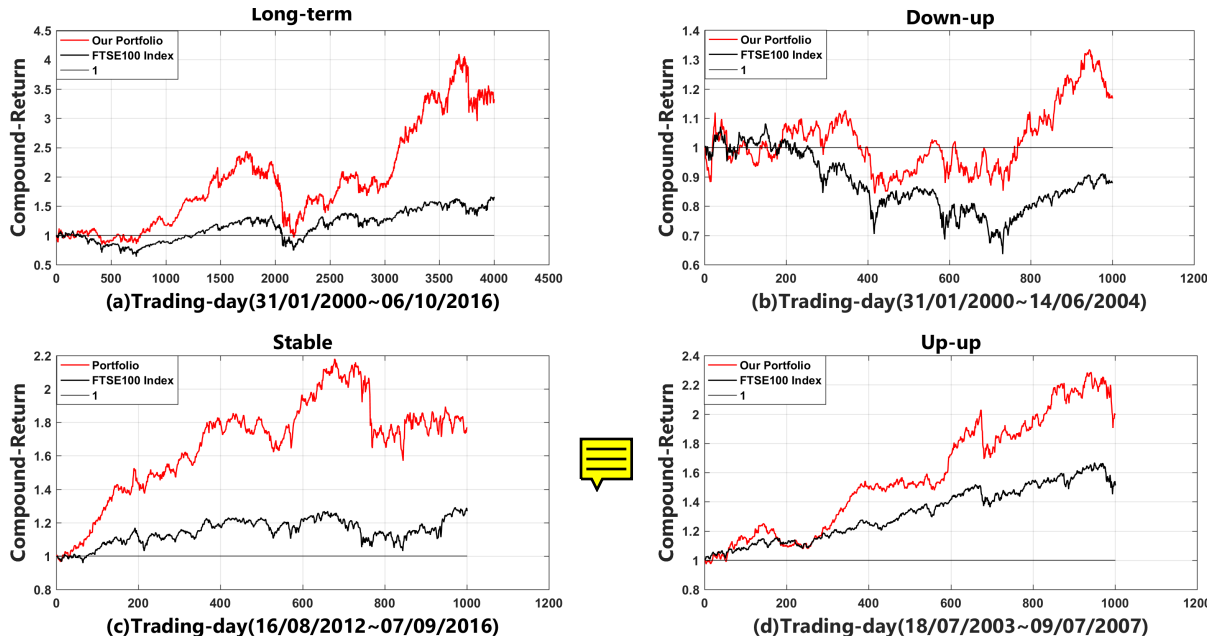 Long-term
Compound-Return
4.5
4
3.5
3
2.5
2
1.5
1
0.5
Our Portfolio
FTSE100 Index
1
0 500 1000 1500 2000 2500 3000 3500 4000 4500
(a)Trading-day(31/01/2000~06/10/2016)
Down-up
Compound-Return
1.4
1.3
1.2
1.1
1
0.9
0.8
0.7
0.6
Our Portfolio
FTSE100 Index
1
0 200 400 600 800 1000 1200
(b)Trading-day(31/01/2000~14/06/2004)
Stable
Compound-Return
2.2
2
1.8
1.6
1.4
1.2
1
0.8
Portfolio
FTSE100 Index
1
0 200 400 600 800 1000 1200
(c)Trading-day(16/08/2012~07/09/2016)
Up-up
Compound-Return
2.4
2.2
2
1.8
1.6
1.4
1.2
1
0.8
Our Portfolio
FTSE100 Index
1
0 200 400 600 800 1000 1200
(d)Trading-day(18/07/2003~09/07/2007)